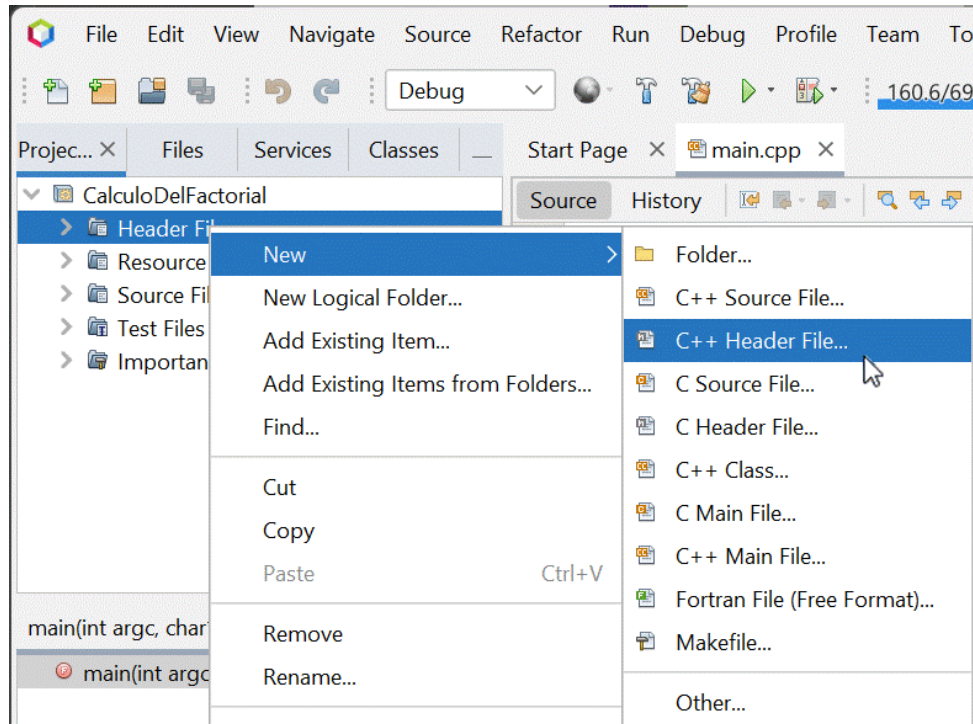 File Edit View Navigate Source Refactor Run Debug Profile Team To
Debug 160.6/69
Projec... Files Services Classes Start Page main.cpp
CalculoDelFactorial
Source History
Header Fil
Resource
Source Fil
Test Files
Importan
New
New Logical Folder...
Add Existing Item...
Add Existing Items from Folders...
Find...
Cut
Copy
Paste Ctrl+V
Remove
Rename...
Folder...
C++ Source File...
C++ Header File...
C Source File...
C Header File...
C++ Class...
C Main File...
C++ Main File...
Fortran File (Free Format)...
Makefile...
Other...
main(int argc, char
main(int argc